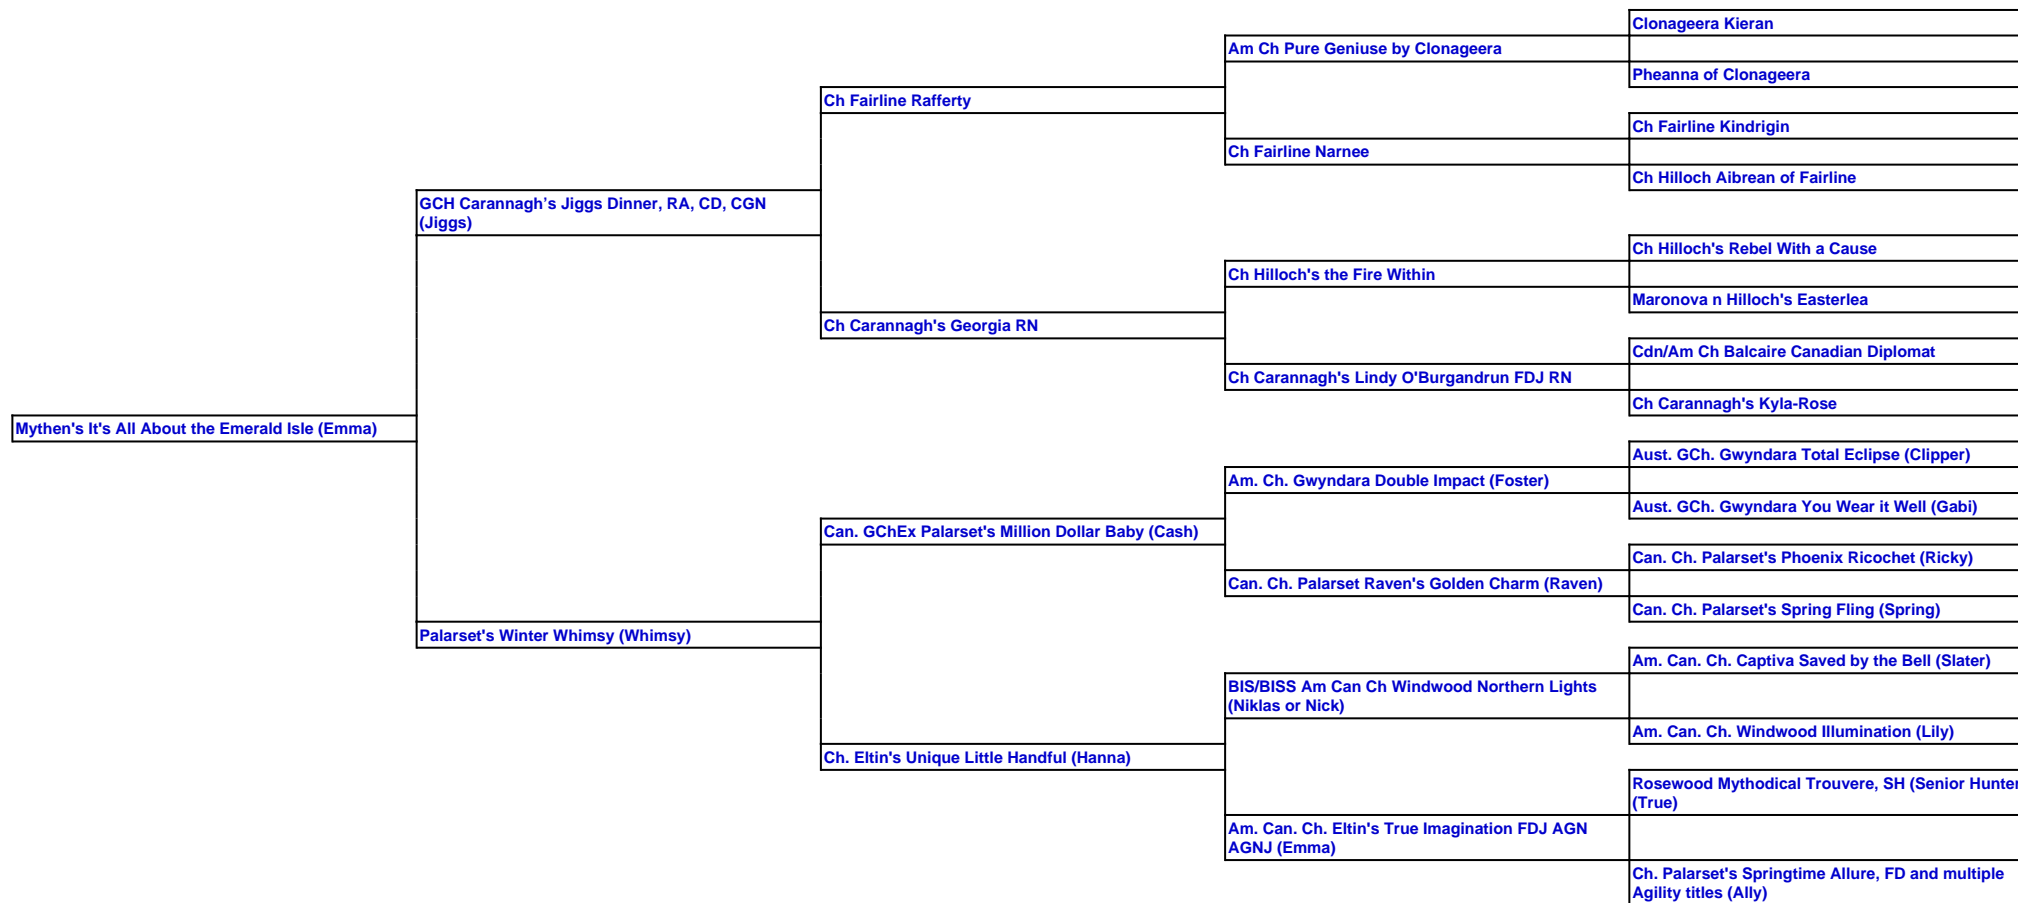 Clonageera Kieran
Am Ch Pure Geniuse by Clonageera
Pheanna of Clonageera
Ch Fairline Rafferty
Ch Fairline Kindrigin
Ch Fairline Narnee
Ch Hilloch Aibrean of Fairline
GCH Carannagh’s Jiggs Dinner, RA, CD, CGN
(Jiggs)
Ch Hilloch's Rebel With a Cause
Ch Hilloch's the Fire Within
Maronova n Hilloch's Easterlea
Ch Carannagh's Georgia RN
Cdn/Am Ch Balcaire Canadian Diplomat
Ch Carannagh's Lindy O'Burgandrun FDJ RN
Ch Carannagh's Kyla-Rose
Mythen's It's All About the Emerald Isle (Emma)
Aust. GCh. Gwyndara Total Eclipse (Clipper)
Am. Ch. Gwyndara Double Impact (Foster)
Aust. GCh. Gwyndara You Wear it Well (Gabi)
Can. GChEx Palarset's Million Dollar Baby (Cash)
Can. Ch. Palarset's Phoenix Ricochet (Ricky)
Can. Ch. Palarset Raven's Golden Charm (Raven)
Can. Ch. Palarset's Spring Fling (Spring)
Palarset's Winter Whimsy (Whimsy)
Am. Can. Ch. Captiva Saved by the Bell (Slater)
BIS/BISS Am Can Ch Windwood Northern Lights
(Niklas or Nick)
Am. Can. Ch. Windwood Illumination (Lily)
Ch. Eltin's Unique Little Handful (Hanna)
Rosewood Mythodical Trouvere, SH (Senior Hunter
(True)
Am. Can. Ch. Eltin's True Imagination FDJ AGN
AGNJ (Emma)
Ch. Palarset's Springtime Allure, FD and multiple
Agility titles (Ally)